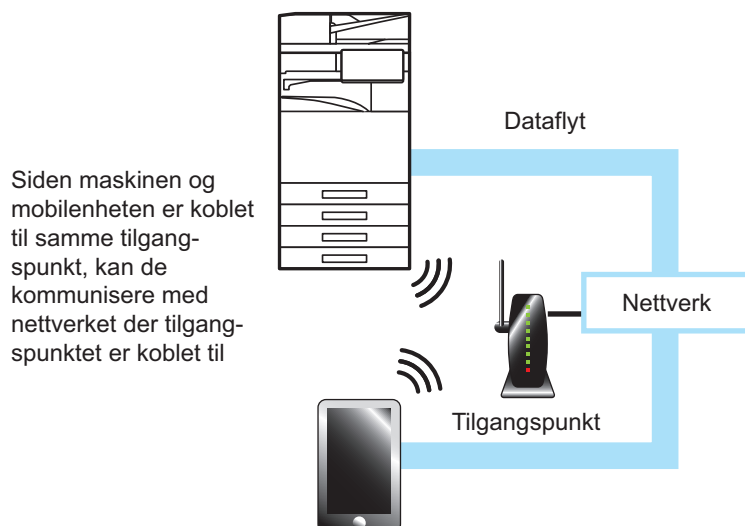 Dataflyt
Siden maskinen og
mobilenheten er koblet
til samme tilgang-
spunkt, kan de
kommunisere med
nettverket der tilgang-
spunktet er koblet til
Nettverk
Tilgangspunkt